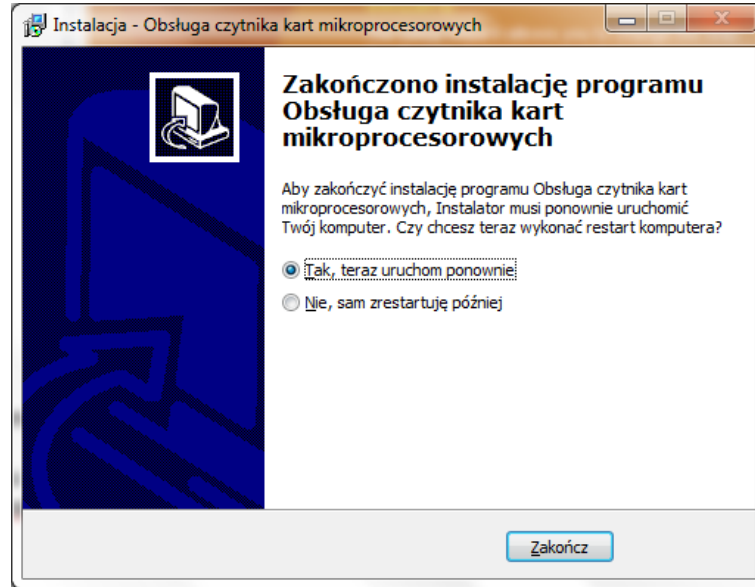 Instalacja - Obsługa czytnika kart mikroprocesorowych
Zakończono instalację programu
Obsługa czytnika kart
mikroprocesorowych
Aby zakończyć instalację programu Obsługa czytnika kart
mikroprocesorowych, Instalator musi ponownie uruchomić
Twój komputer. Czy chcesz teraz wykonać restart komputera?
Tak, teraz uruchom ponownie
Nie, sam zrestartuję później
Zakończ